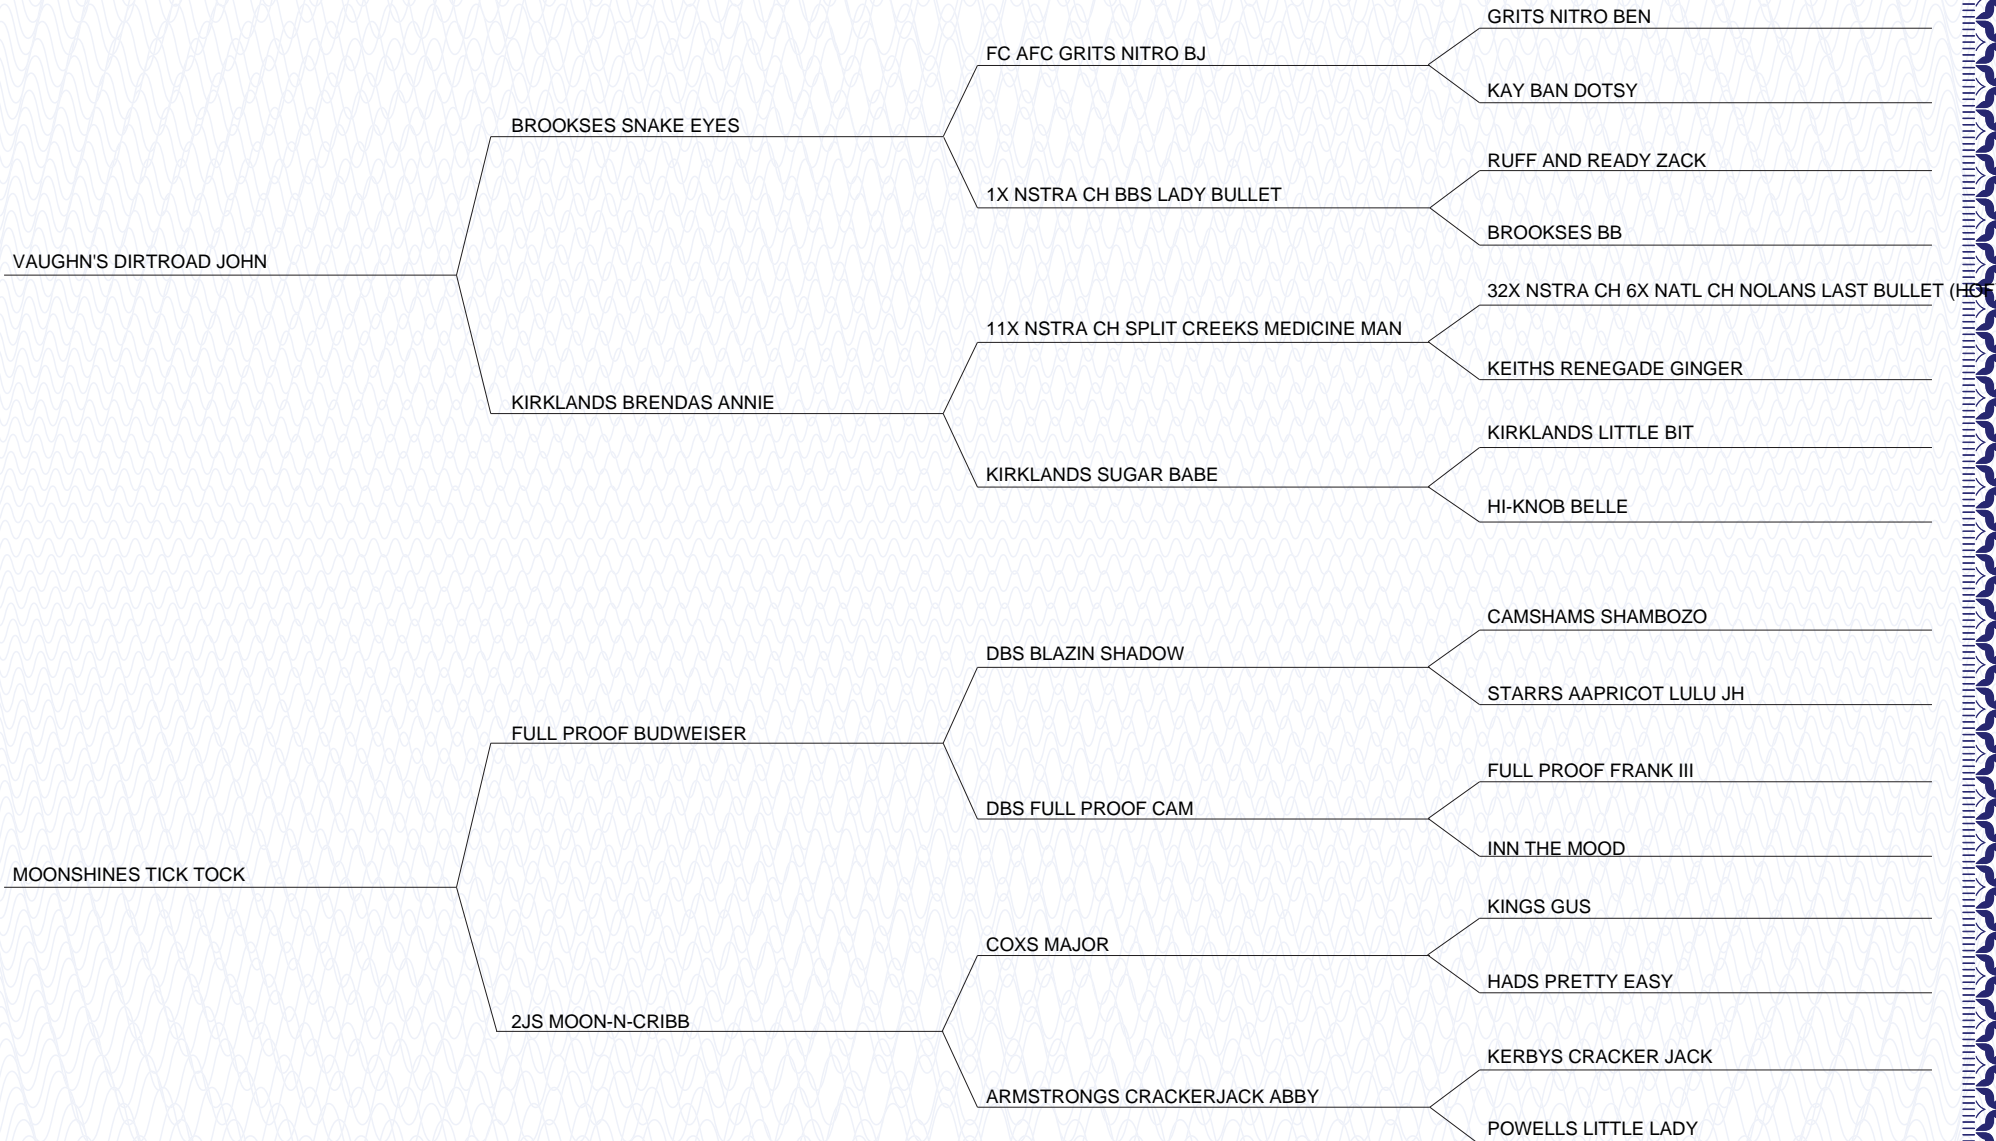 GRITS NITRO BEN
FC AFC GRITS NITRO BJ
KAY BAN DOTSY
BROOKSES SNAKE EYES
RUFF AND READY ZACK
1X NSTRA CH BBS LADY BULLET
BROOKSES BB
VAUGHN'S DIRTROAD JOHN
32X NSTRA CH 6X NATL CH NOLANS LAST BULLET (HOF
11X NSTRA CH SPLIT CREEKS MEDICINE MAN
KEITHS RENEGADE GINGER
KIRKLANDS BRENDAS ANNIE
KIRKLANDS LITTLE BIT
KIRKLANDS SUGAR BABE
HI-KNOB BELLE
CAMSHAMS SHAMBOZO
DBS BLAZIN SHADOW
STARRS AAPRICOT LULU JH
FULL PROOF BUDWEISER
FULL PROOF FRANK III
DBS FULL PROOF CAM
INN THE MOOD
MOONSHINES TICK TOCK
KINGS GUS
COXS MAJOR
HADS PRETTY EASY
2JS MOON-N-CRIBB
KERBYS CRACKER JACK
ARMSTRONGS CRACKERJACK ABBY
POWELLS LITTLE LADY